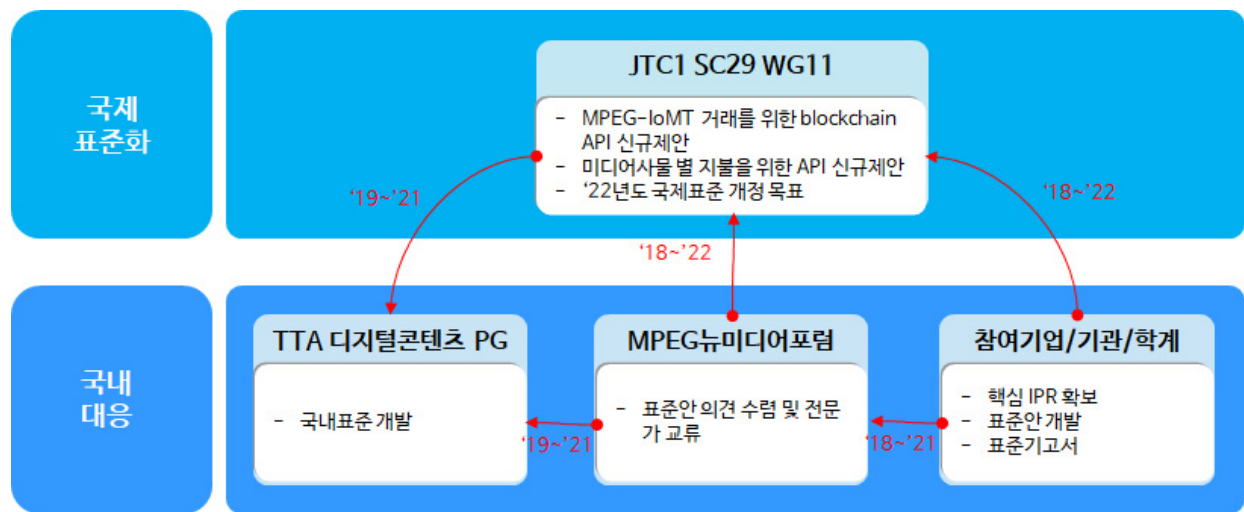 국제
표준화
JTC1 SC29 WG11
- MPEG-IoMT 거래를 위한 blockchain
API 신규제안
- 미디어사물 별 지불을 위한 API 신규제안
- ‘22년도 국제표준 개정 목표
‘19~’21
‘18~’22
‘18~’22
국내
대응
TTA 디지털콘텐츠 PG
- 국내표준 개발
‘19~’21
MPEG뉴미디어포럼
- 표준안 의견 수렴 및 전문
가 교류
‘18~’21
참여기업/기관/학계
- 핵심 IPR 확보
- 표준안 개발
- 표준기고서